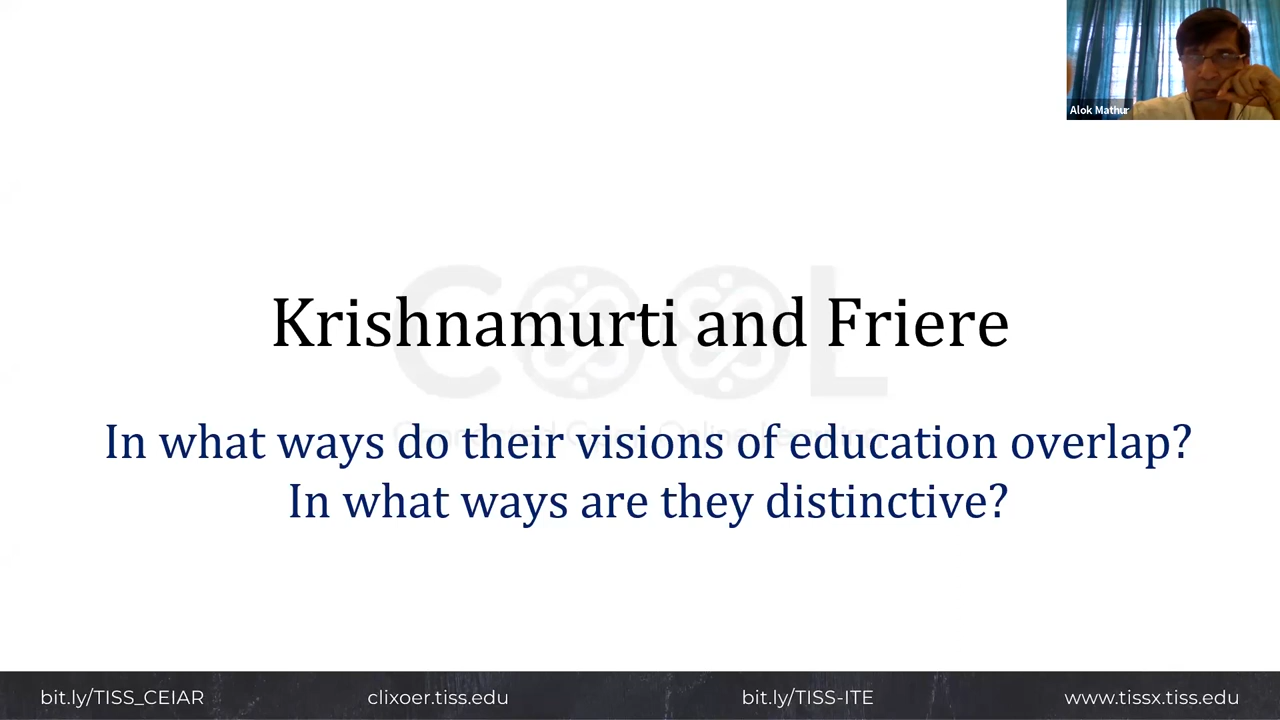 Alok Mathur
COOL
Krishnamurti and Friere
In what ways do their visions of education overlap?
In what ways are they distinctive?
bit.ly/TISS_CEIAR clixoer.tiss.edu bit.ly/TISS-ITE www.tissx.tiss.edu